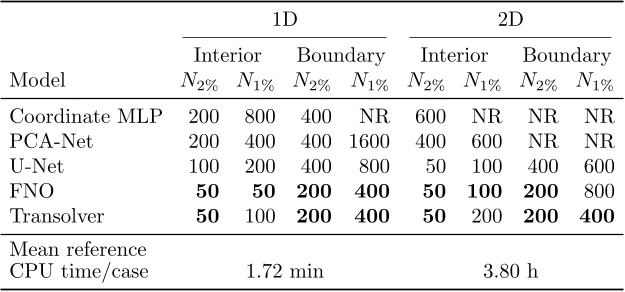 1D 2D
Interior Boundary Interior Boundary
Model N2% N1% N2% N1% N2% N1% N2% N1%
Coordinate MLP 200 800 400 NR 600 NR NR NR
PCA-Net 200 400 400 1600 400 600 NR NR
U-Net 100 200 400 800 50 100 400 600
FNO 50 50 200 400 50 100 200 800
Transolver 50 100 200 400 50 200 200 400
Mean reference
CPU time/case 1.72 min 3.80 h